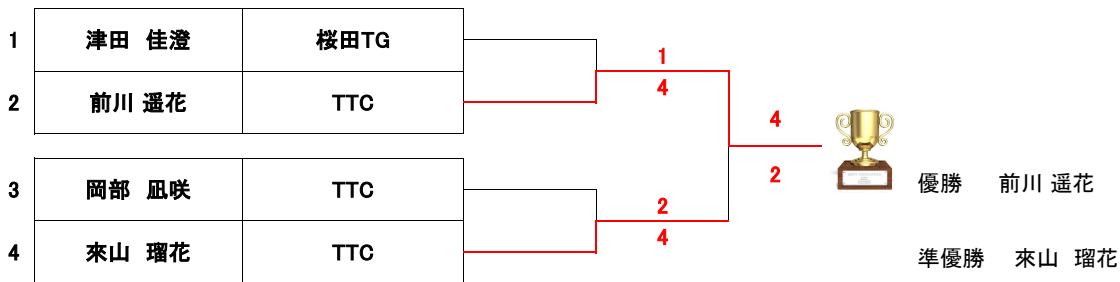 1 津田 佳澄 桜田TG
2 前川 遥花 TTC
1
4
4
2
3 岡部 凪咲 TTC
4 來山 瑠花 TTC
2
4
優勝 前川 遥花
準優勝 來山 瑠花